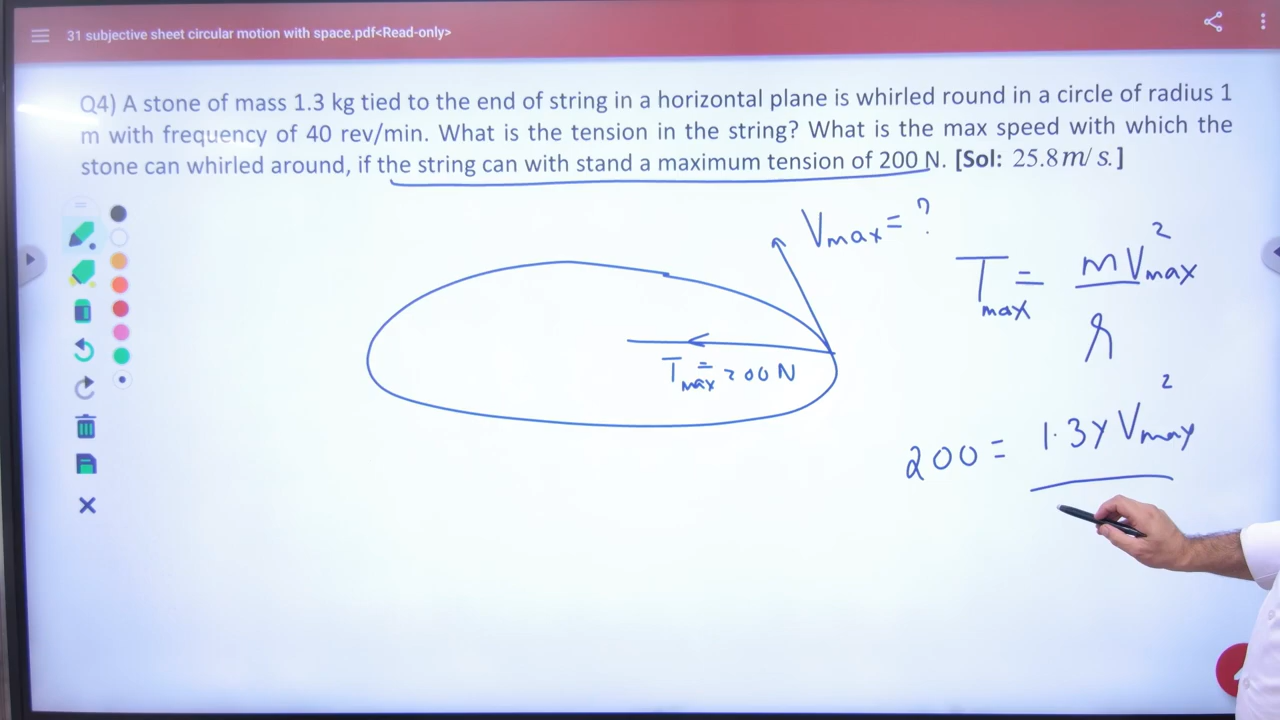 31 subjective sheet circular motion with space.pdf<Read-only>
Q4) A stone of mass 1.3 kg tied to the end of string in a horizontal plane is whirled round in a circle of radius 1
m with frequency of 40 rev/min. What is the tension in the string? What is the max speed with which the
stone can whirled around, if the string can with stand a maximum tension of 200 N. [Sol: 25.8m/s.]
Vmax = ?
Tmax = mVmax² / r
Tmax = 200 N
200 = 1.3 × Vmax²